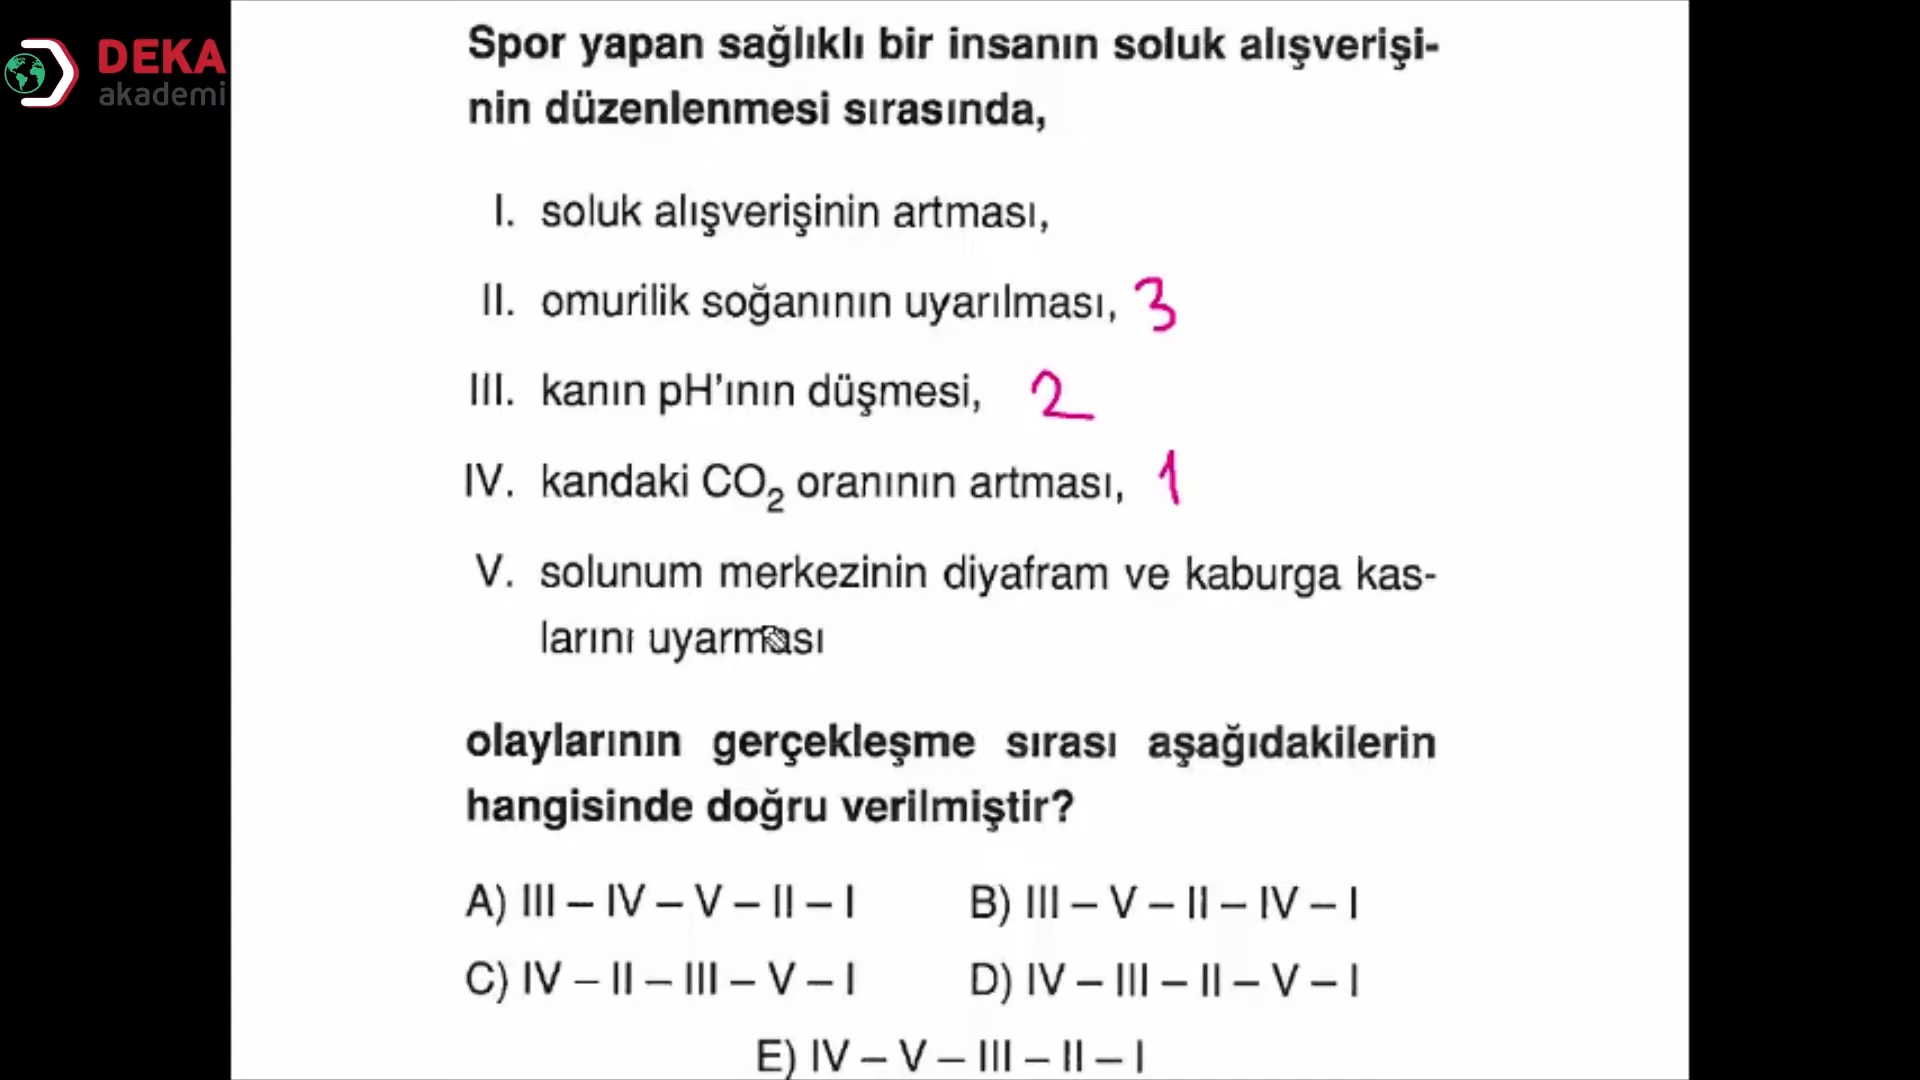 DEKA
akademi
Spor yapan sağlıklı bir insanın soluk alışverişi-
nin düzenlenmesi sırasında,
I. soluk alışverişinin artması,
II. omurilik soğanının uyarılması, 3
III. kanın pH'ının düşmesi, 2
IV. kandaki CO₂ oranının artması, 1
V. solunum merkezinin diyafram ve kaburga kas-
larını uyarması
olaylarının gerçekleşme sırası aşağıdakilerin
hangisinde doğru verilmiştir?
A) III – IV – V – II – I B) III – V – II – IV – I
C) IV – II – III – V – I D) IV – III – II – V – I
E) IV – V – III – II – I